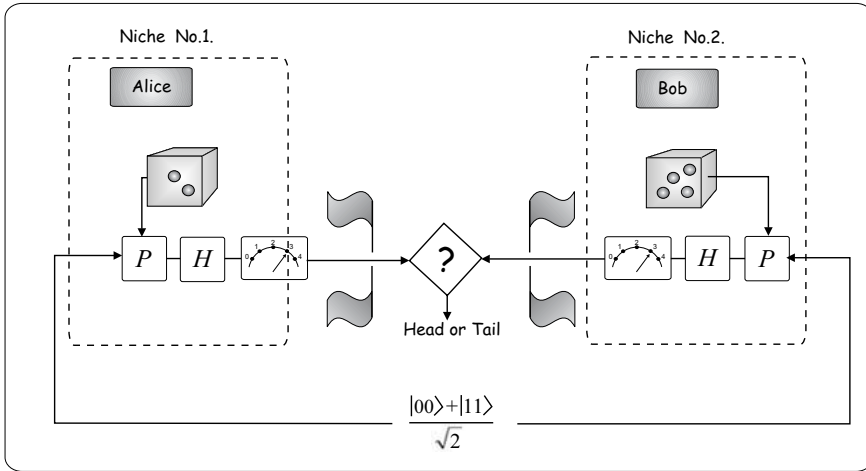 Niche No.1.
Niche No.2.
Alice
Bob
P
H
0 1 2 3 4
?
0 1 2 3 4
H
P
Head or Tail
|00⟩+|11⟩
√2